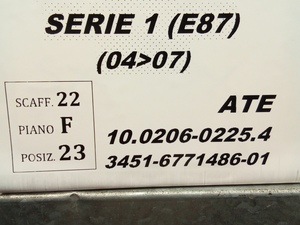 SERIE 1 (E87)
(04>07)
SCAFF. 22
PIANO F
POSIZ. 23
ATE
10.0206-0225.4
3451-6771486-01